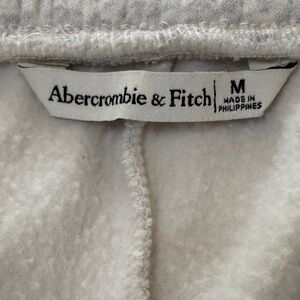 Abercrombie & Fitch
M
MADE IN
PHILIPPINES